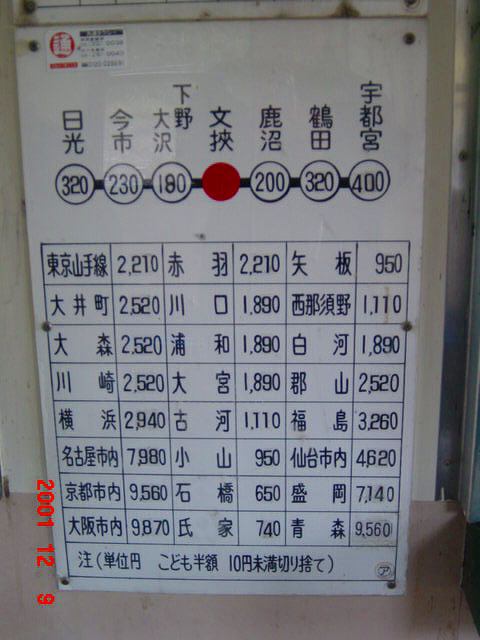 日光 今市 下野大沢 文挾 鹿沼 鶴田 宇都宮
320 230 180 200 320 400
東京山手線 2,210 赤羽 2,210 矢板 950
大井町 2,520 川口 1,890 西那須野 1,110
大森 2,520 浦和 1,890 白河 1,890
川崎 2,520 大宮 1,890 郡山 2,520
横浜 2,940 古河 1,110 福島 3,260
名古屋市内 7,980 小山 950 仙台市内 4,620
京都市内 9,560 石橋 650 盛岡 7,140
大阪市内 9,870 氏家 740 青森 9,560
注(単位円 こども半額 10円未満切り捨て)
ア
2001 12 9